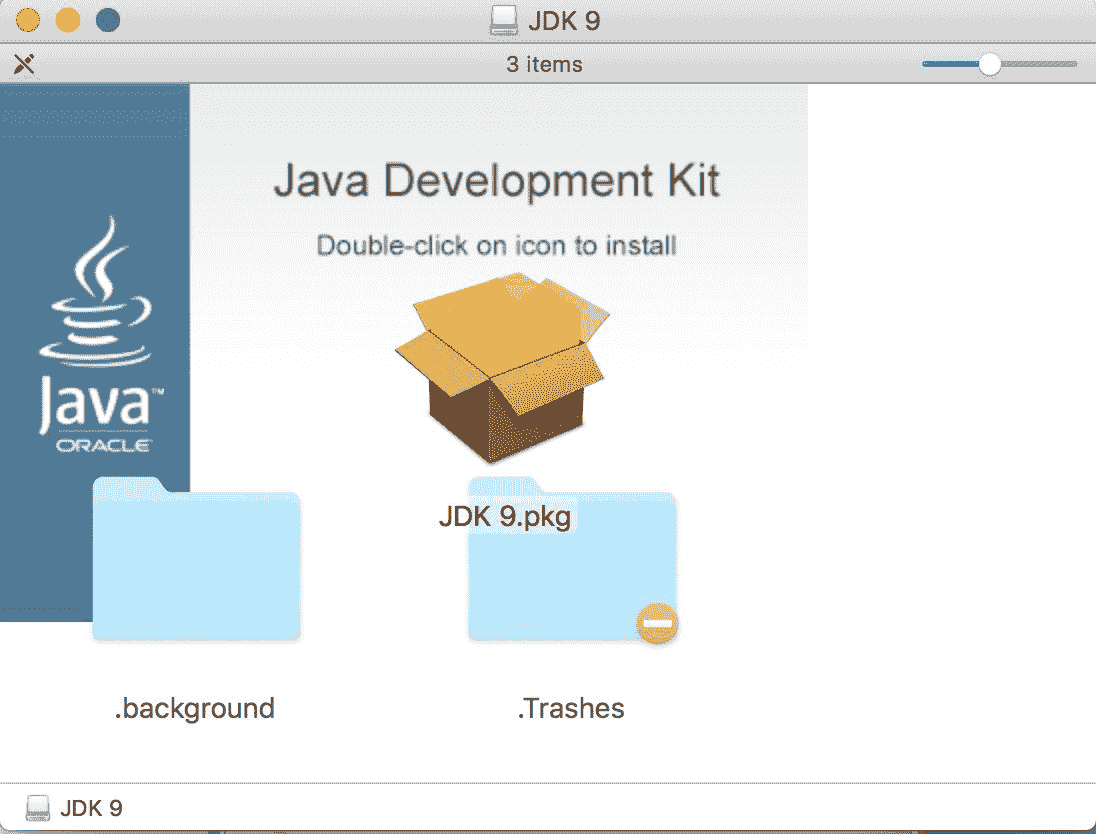 JDK 9
3 items
Java Development Kit
Double-click on icon to install
Java™
ORACLE
JDK 9.pkg
.background
.Trashes
JDK 9